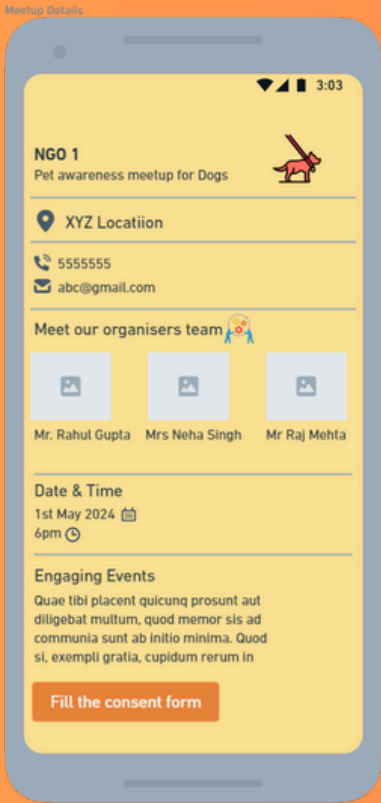 Meetup Details
3:03
NGO 1
Pet awareness meetup for Dogs
XYZ Locatiion
5555555
abc@gmail.com
Meet our organisers team
Mr. Rahul Gupta Mrs Neha Singh Mr Raj Mehta
Date & Time
1st May 2024
6pm
Engaging Events
Quae tibi placent quicunq prosunt aut
diligebat multum, quod memor sis ad
communia sunt ab initio minima. Quod
si, exempli gratia, cupidum rerum in
Fill the consent form